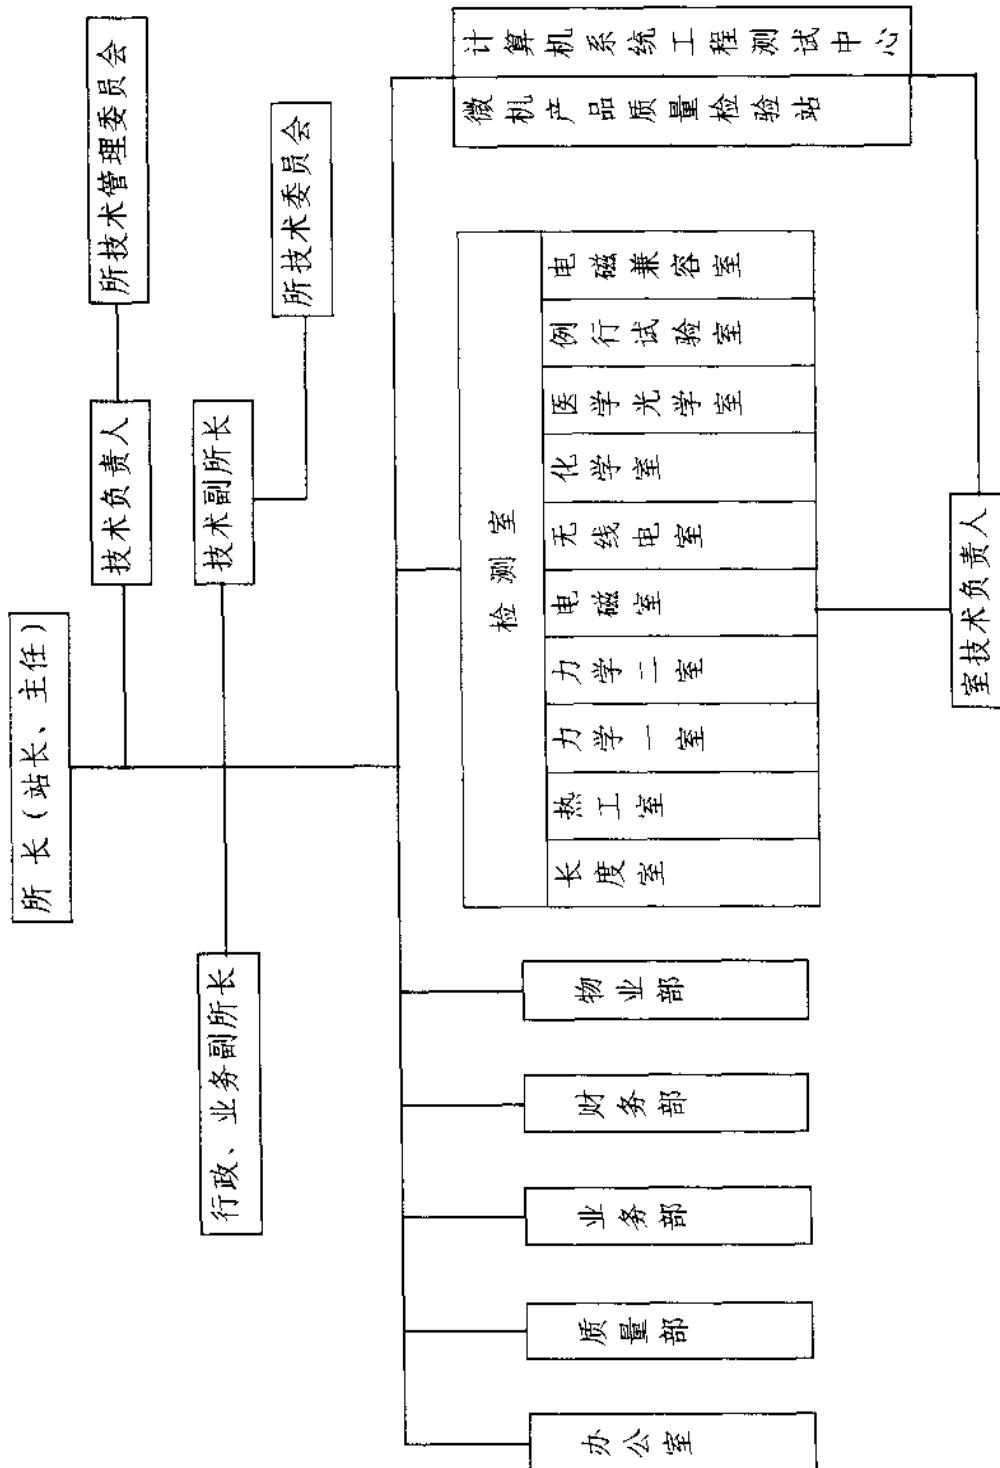 所 长（站长、主任）
技术负责人
所技术管理委员会
行政、业务副所长
技术副所长
所技术委员会
办公室
质量部
业务部
财务部
物业部
检测室
长度室
热工室
力学一室
力学二室
电磁室
无线电室
化学室
医学光学室
例行试验室
电磁兼容室
微机产品质量检验站
计算机系统工程测试中心
室技术负责人